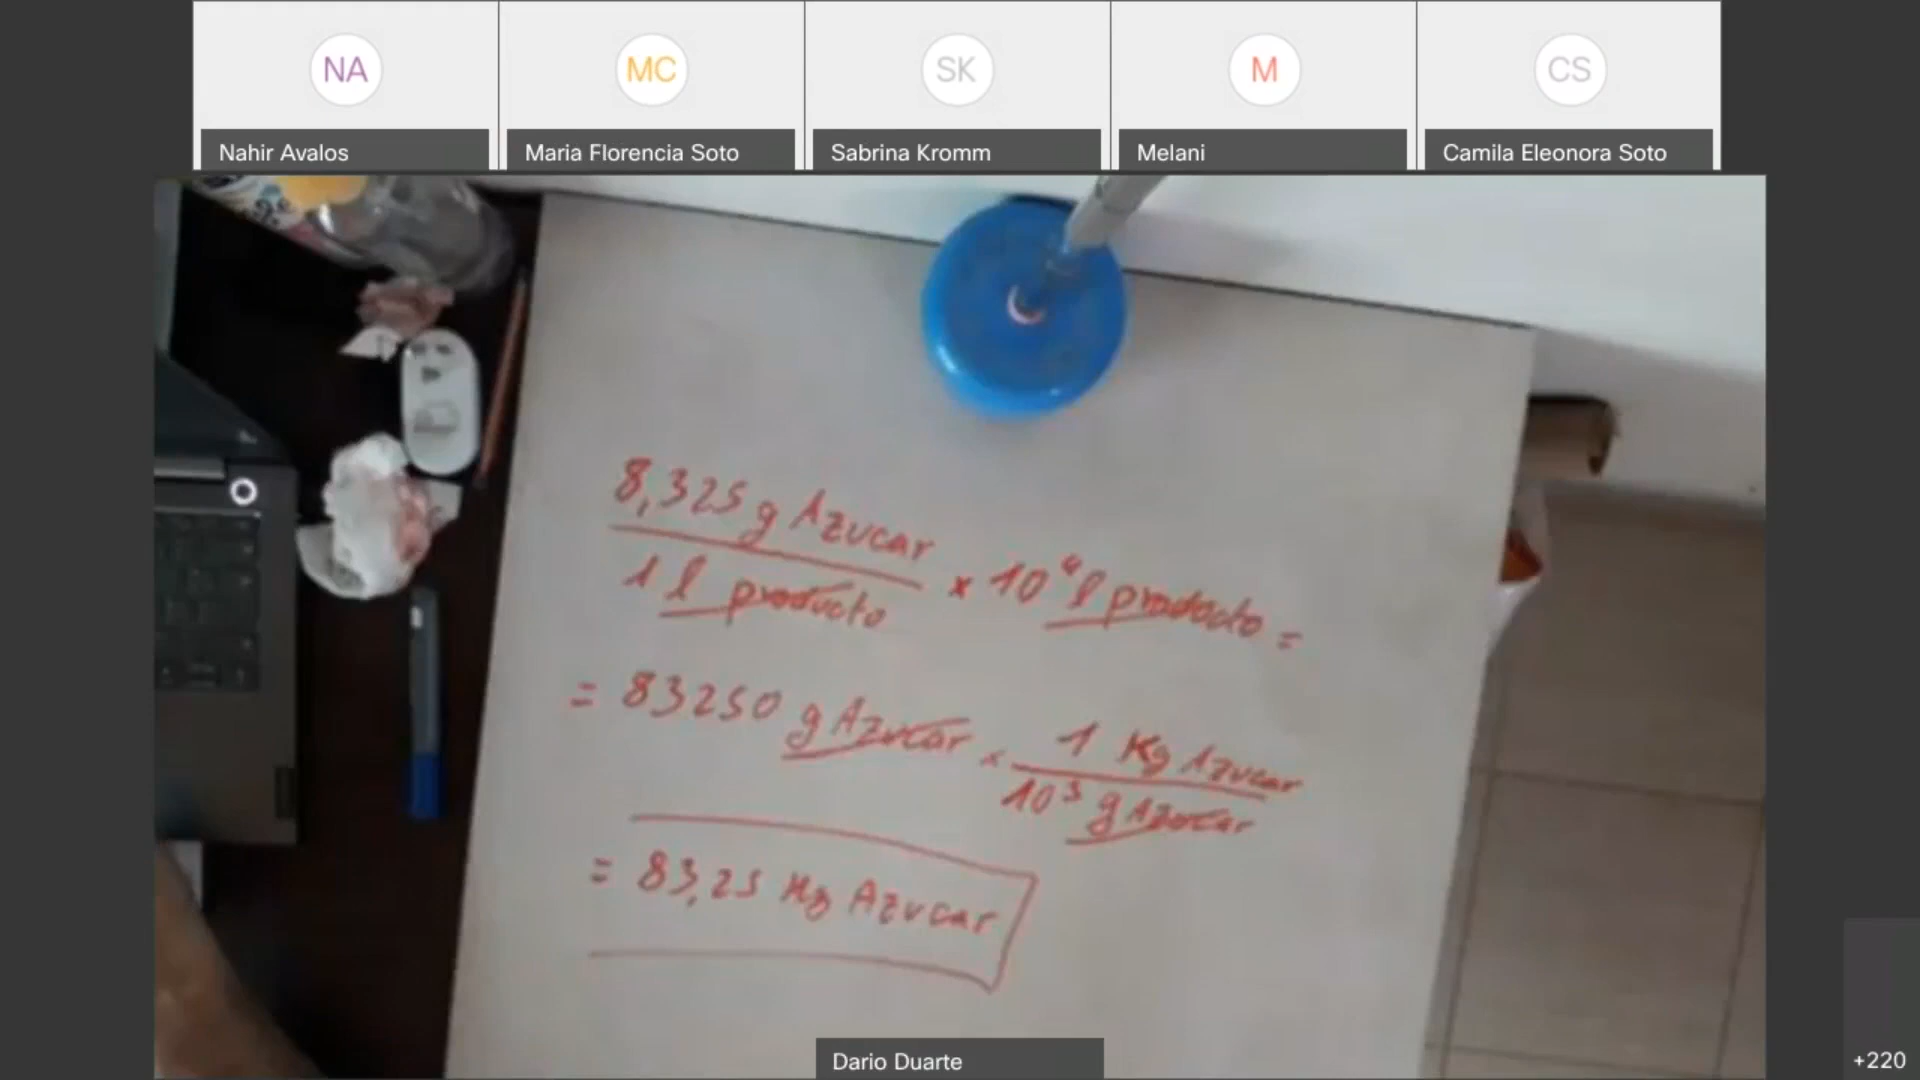 NA
MC
SK
M
CS
Nahir Avalos
Maria Florencia Soto
Sabrina Kromm
Melani
Camila Eleonora Soto
8,325 g Azucar
1 l producto
x 10⁴ l producto =
= 83250 g Azucar x
1 Kg Azucar
10³ g Azucar
= 83,25 Kg Azucar
Dario Duarte
+220